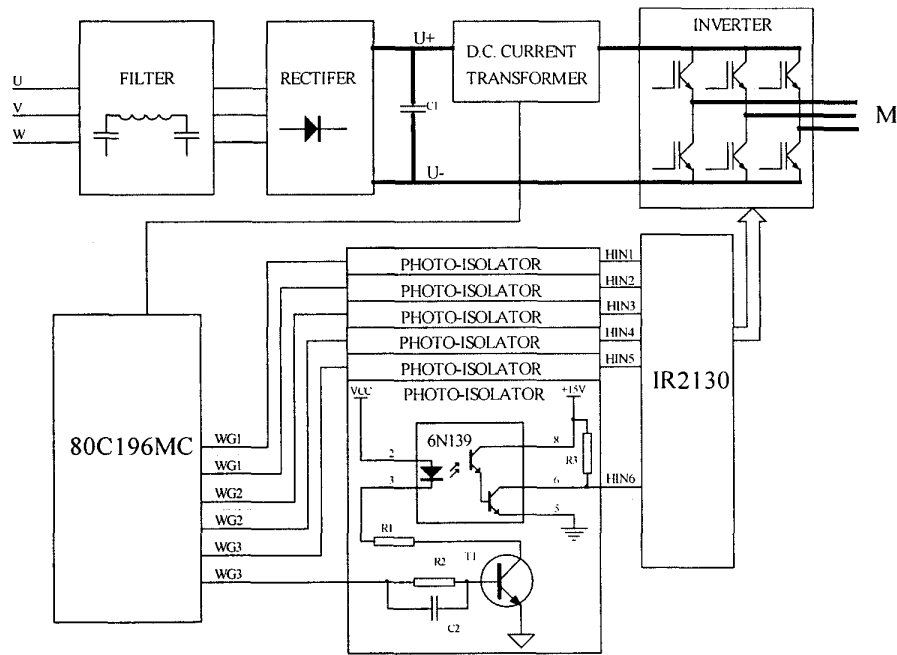 INVERTER
U+
D.C. CURRENT
TRANSFORMER
FILTER
RECTIFER
U
V
W
C1
M
U-
PHOTO-ISOLATOR
HIN1
PHOTO-ISOLATOR
HIN2
PHOTO-ISOLATOR
HIN3
PHOTO-ISOLATOR
HIN4
PHOTO-ISOLATOR
HIN5
PHOTO-ISOLATOR
IR2130
VCC
+15V
80C196MC
6N139
WG1
WG1
WG2
WG2
WG3
WG3
2
3
8
6
5
R3
HIN6
R1
T1
R2
C2